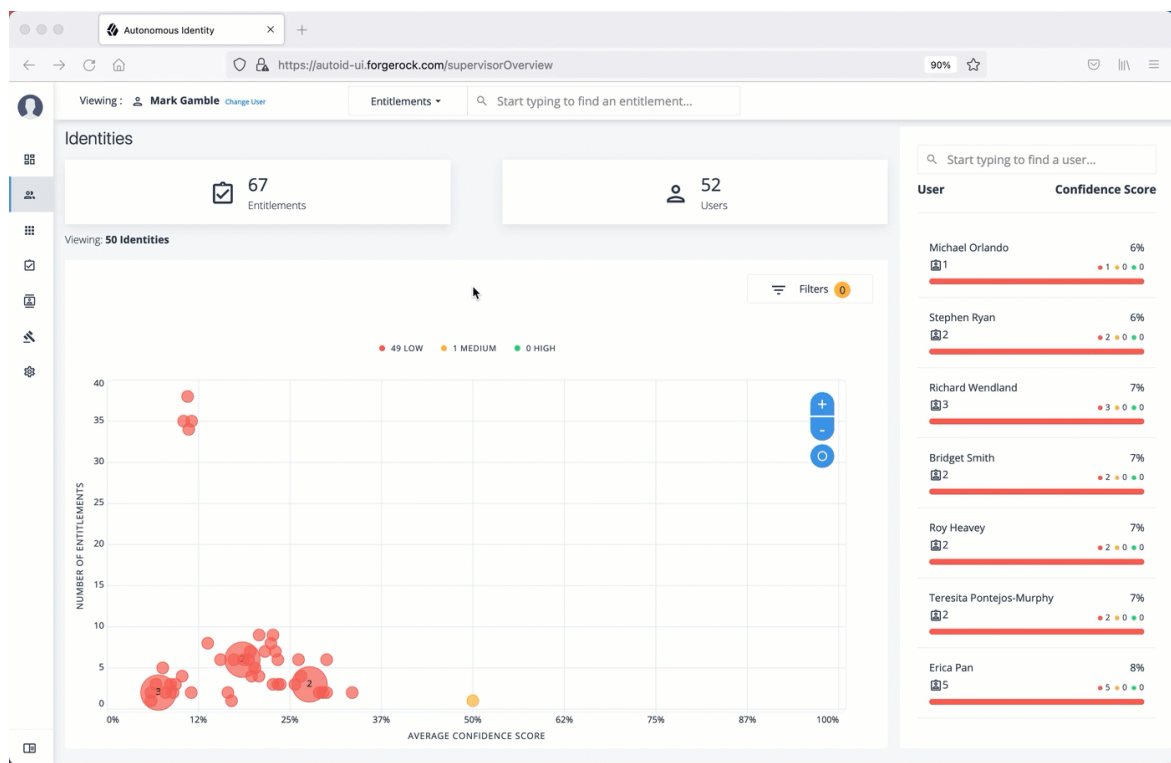 Autonomous Identity
https://autoid-ui.forgerock.com/supervisorOverview
90%
Viewing : Mark Gamble Change User
Entitlements
Start typing to find an entitlement...
Identities
67
Entitlements
52
Users
Viewing: 50 Identities
Filters 0
49 LOW 1 MEDIUM 0 HIGH
NUMBER OF ENTITLEMENTS
40
35
30
25
20
15
10
5
0
+
-
3
2
0% 12% 25% 37% 50% 62% 75% 87% 100%
AVERAGE CONFIDENCE SCORE
Start typing to find a user...
User Confidence Score
Michael Orlando 6%
1 1 0 0
Stephen Ryan 6%
2 2 0 0
Richard Wendland 7%
3 3 0 0
Bridget Smith 7%
2 2 0 0
Roy Heavey 7%
2 2 0 0
Teresita Pontejos-Murphy 7%
2 2 0 0
Erica Pan 8%
5 5 0 0